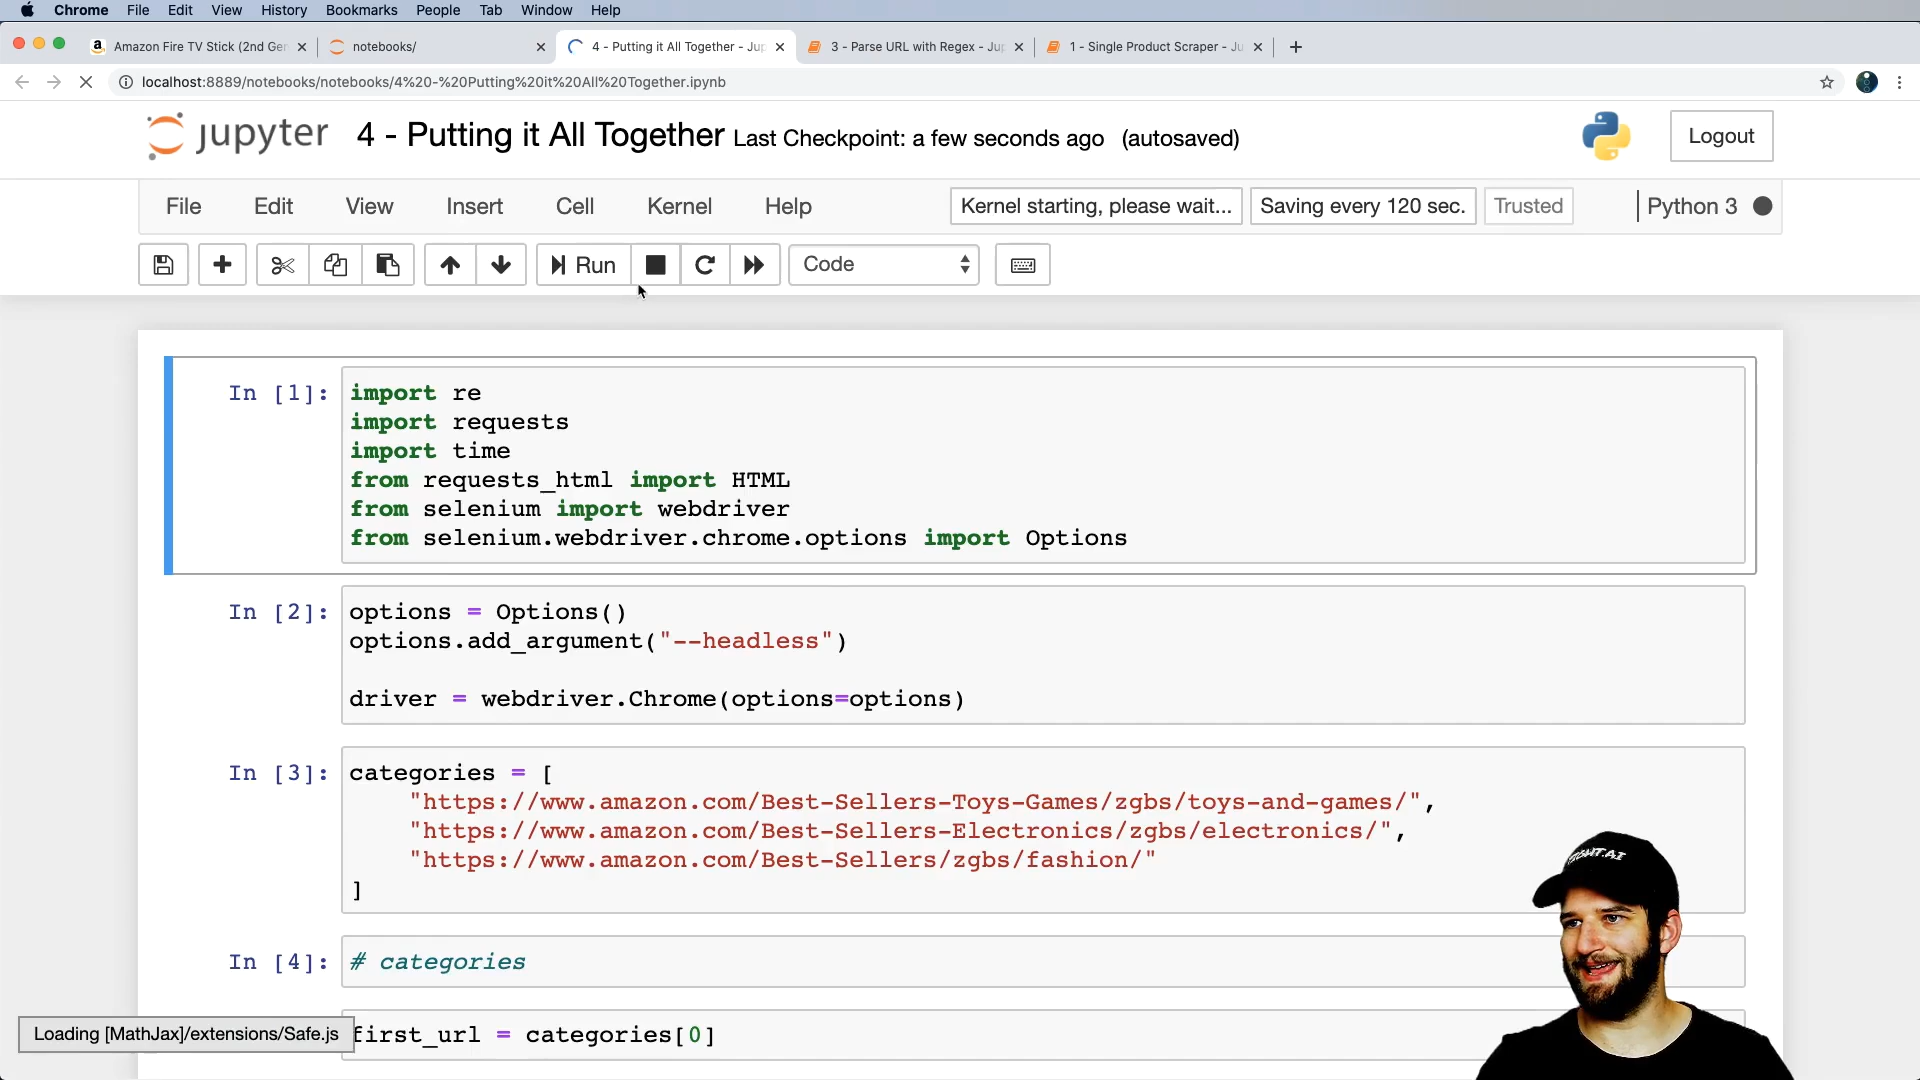 Chrome File Edit View History Bookmarks People Tab Window Help
Amazon Fire TV Stick (2nd Gen
notebooks/
4 - Putting it All Together - Jup
3 - Parse URL with Regex - Jup
1 - Single Product Scraper - Ju
localhost:8889/notebooks/notebooks/4%20-%20Putting%20it%20All%20Together.ipynb
jupyter 4 - Putting it All Together Last Checkpoint: a few seconds ago (autosaved)
Logout
File Edit View Insert Cell Kernel Help
Kernel starting, please wait... Saving every 120 sec. Trusted Python 3
Run
Code
In [1]: import re
import requests
import time
from requests_html import HTML
from selenium import webdriver
from selenium.webdriver.chrome.options import Options
In [2]: options = Options()
options.add_argument("--headless")
driver = webdriver.Chrome(options=options)
In [3]: categories = [
"https://www.amazon.com/Best-Sellers-Toys-Games/zgbs/toys-and-games/",
"https://www.amazon.com/Best-Sellers-Electronics/zgbs/electronics/",
"https://www.amazon.com/Best-Sellers/zgbs/fashion/"
]
In [4]: # categories
Loading [MathJax]/extensions/Safe.js
first_url = categories[0]